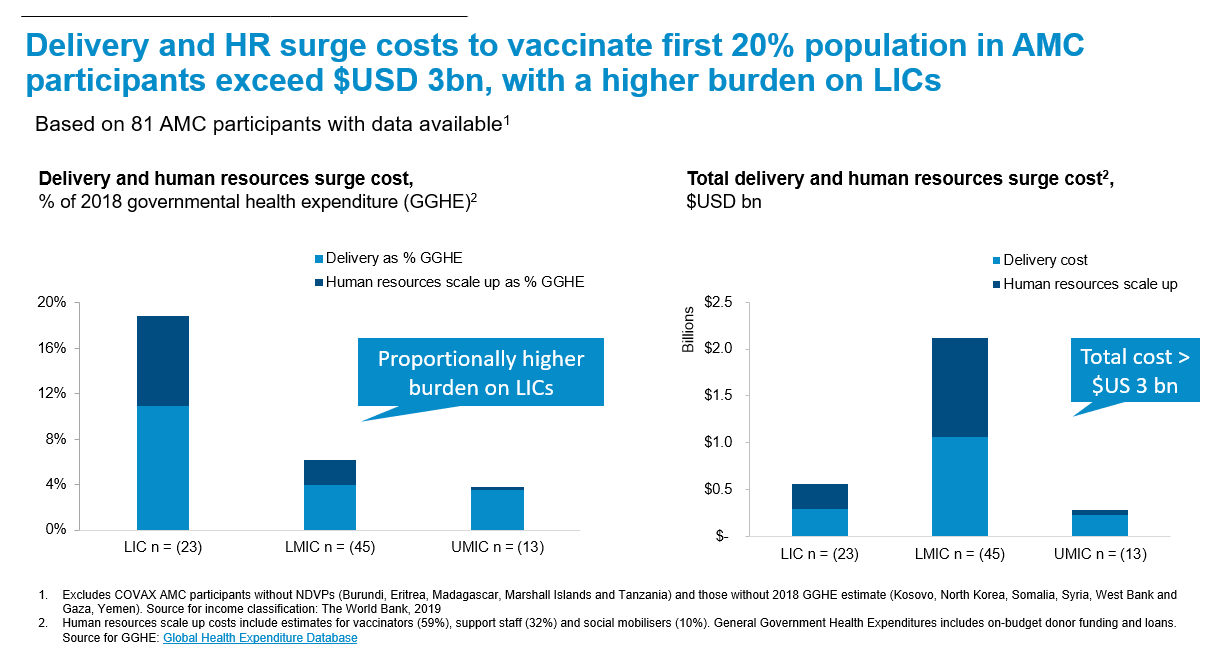 Delivery and HR surge costs to vaccinate first 20% population in AMC
participants exceed $USD 3bn, with a higher burden on LICs
Based on 81 AMC participants with data available¹
Delivery and human resources surge cost,
% of 2018 governmental health expenditure (GGHE)²
Delivery as % GGHE
Human resources scale up as % GGHE
20%
16%
12%
8%
4%
0%
Proportionally higher
burden on LICs
LIC n = (23)
LMIC n = (45)
UMIC n = (13)
Total delivery and human resources surge cost²,
$USD bn
Delivery cost
Human resources scale up
Billions
$2.5
$2.0
$1.5
$1.0
$0.5
$-
Total cost >
$US 3 bn
LIC n = (23)
LMIC n = (45)
UMIC n = (13)
1. Excludes COVAX AMC participants without NDVPs (Burundi, Eritrea, Madagascar, Marshall Islands and Tanzania) and those without 2018 GGHE estimate (Kosovo, North Korea, Somalia, Syria, West Bank and
Gaza, Yemen). Source for income classification: The World Bank, 2019
2. Human resources scale up costs include estimates for vaccinators (59%), support staff (32%) and social mobilisers (10%). General Government Health Expenditures includes on-budget donor funding and loans.
Source for GGHE: Global Health Expenditure Database